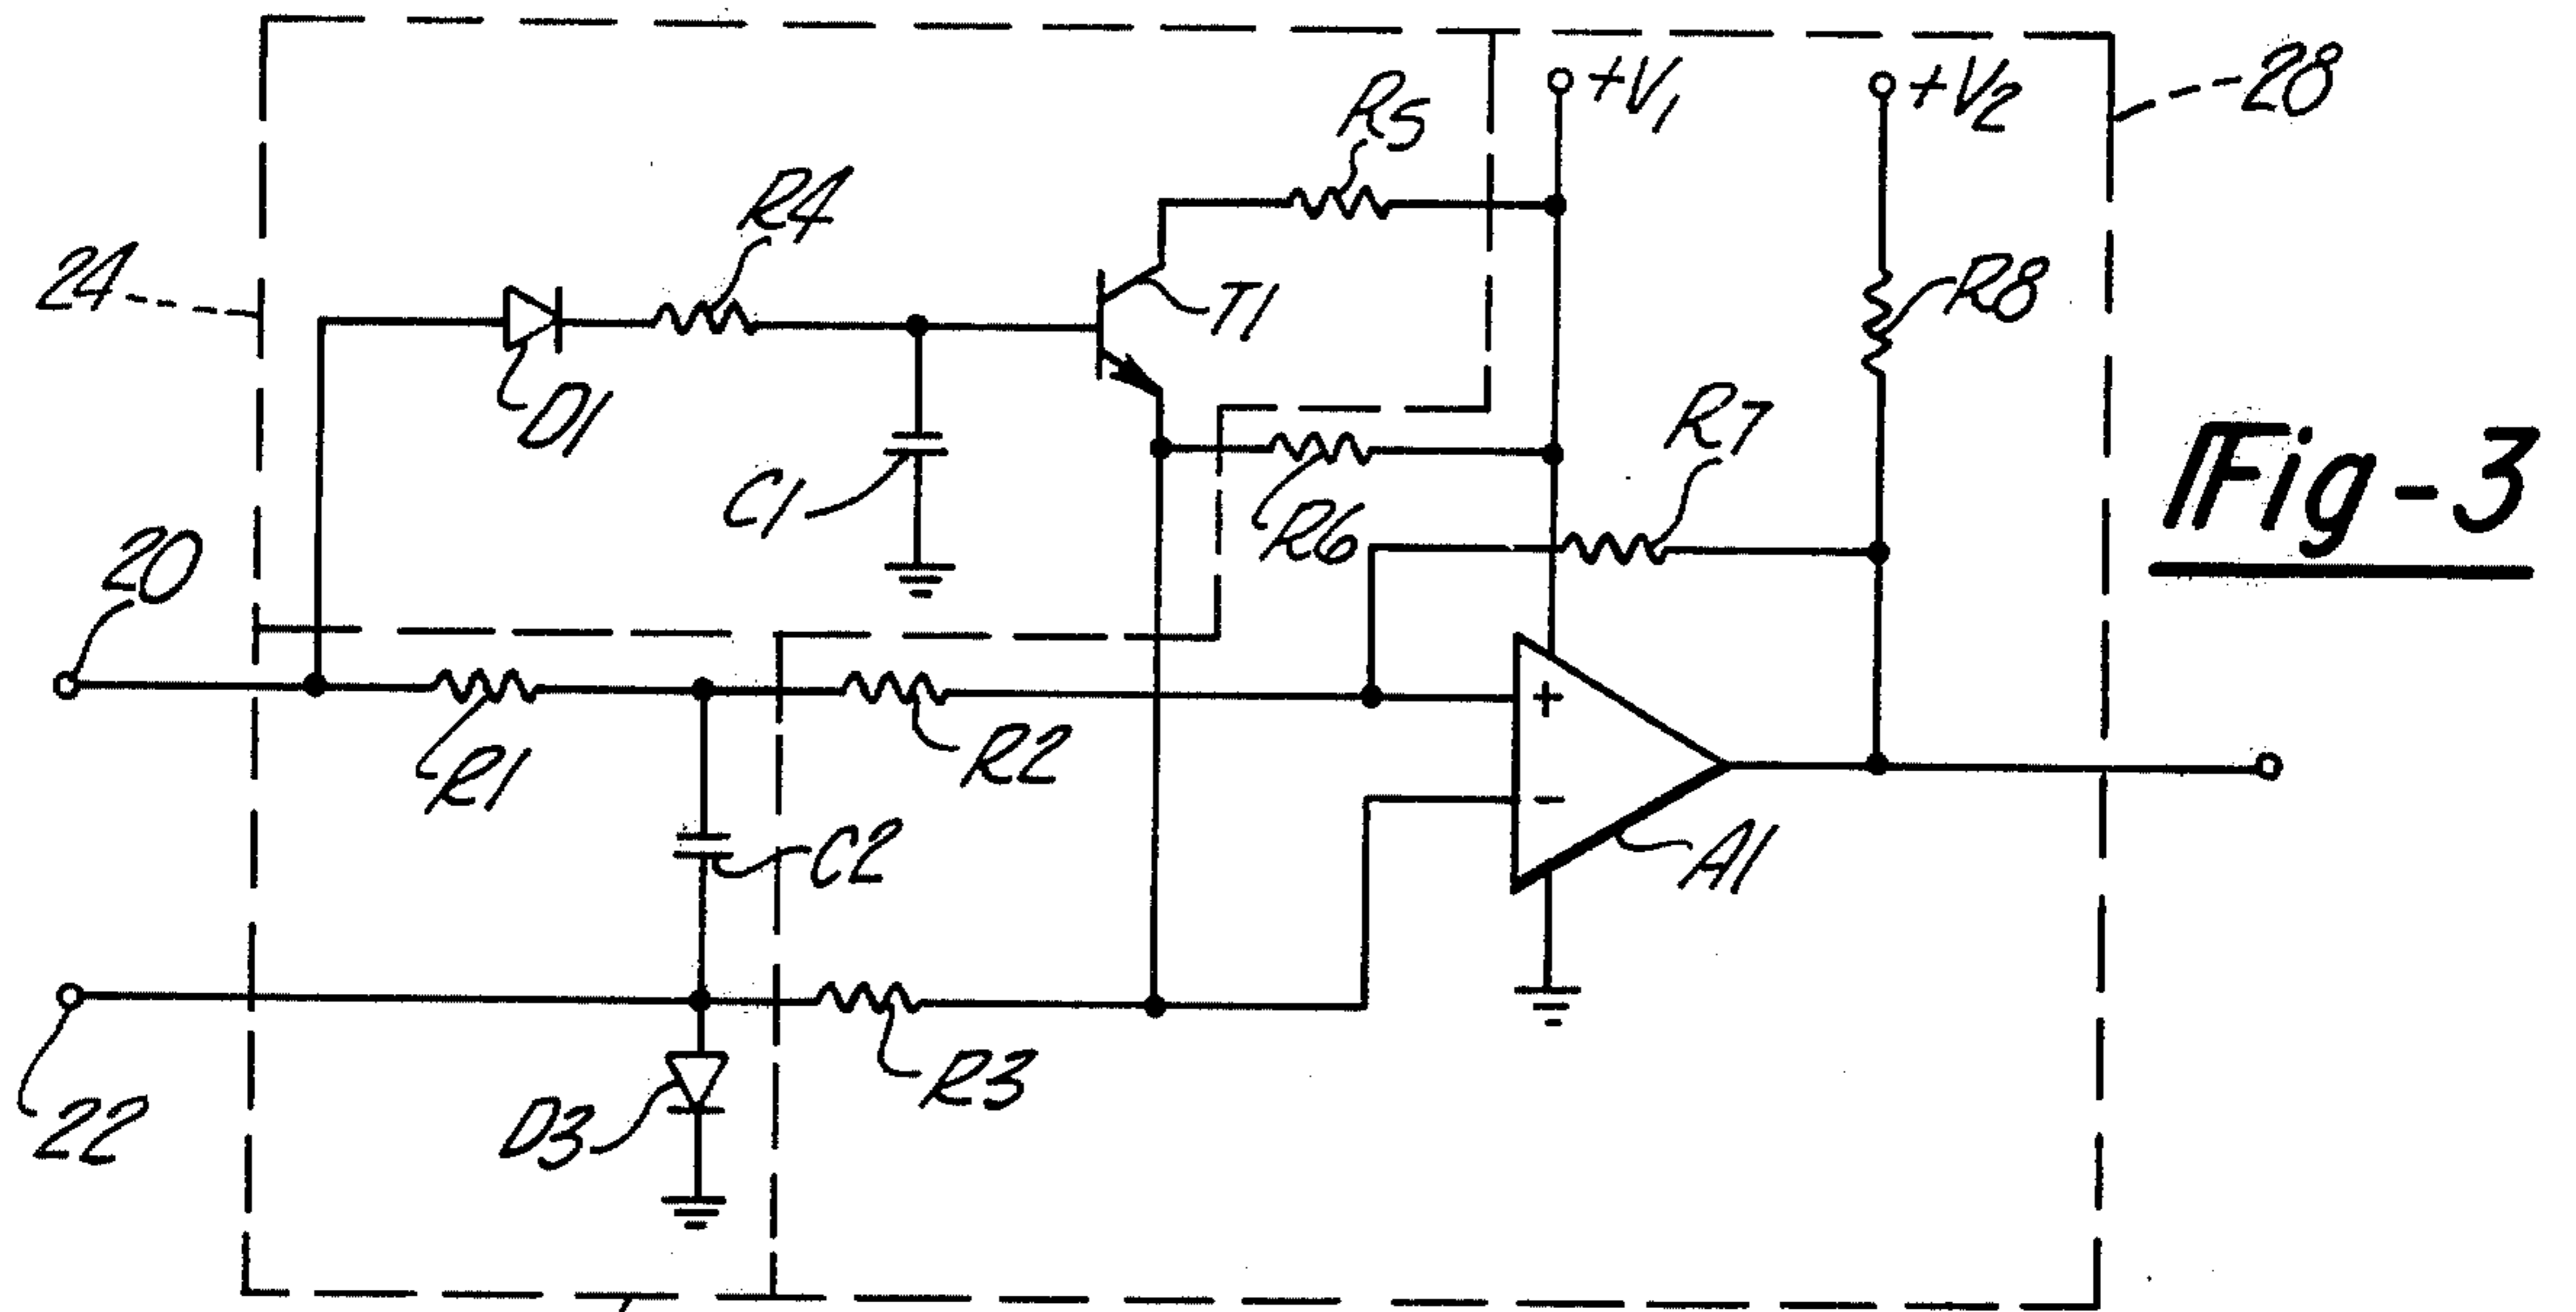 +V1
+V2
28
R5
R4
24
T1
R8
D1
R7
Fig-3
C1
R6
20
+
R1
R2
-
C2
A1
D3
R3
22